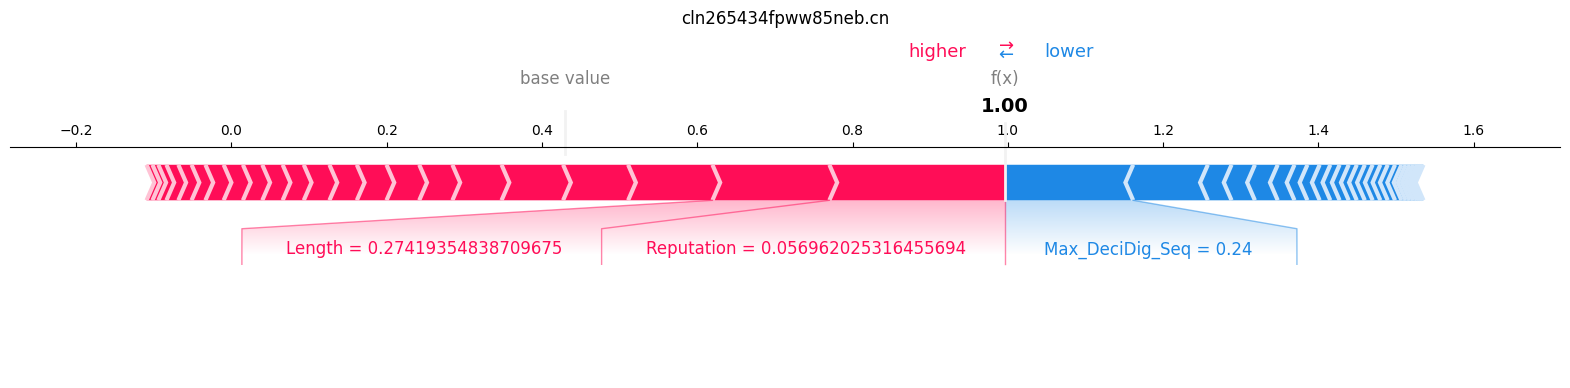 cln265434fpww85neb.cn
higher → ← lower
base value f(x)
1.00
−0.2 0.0 0.2 0.4 0.6 0.8 1.0 1.2 1.4 1.6
Length = 0.27419354838709675 Reputation = 0.056962025316455694 Max_DeciDig_Seq = 0.24